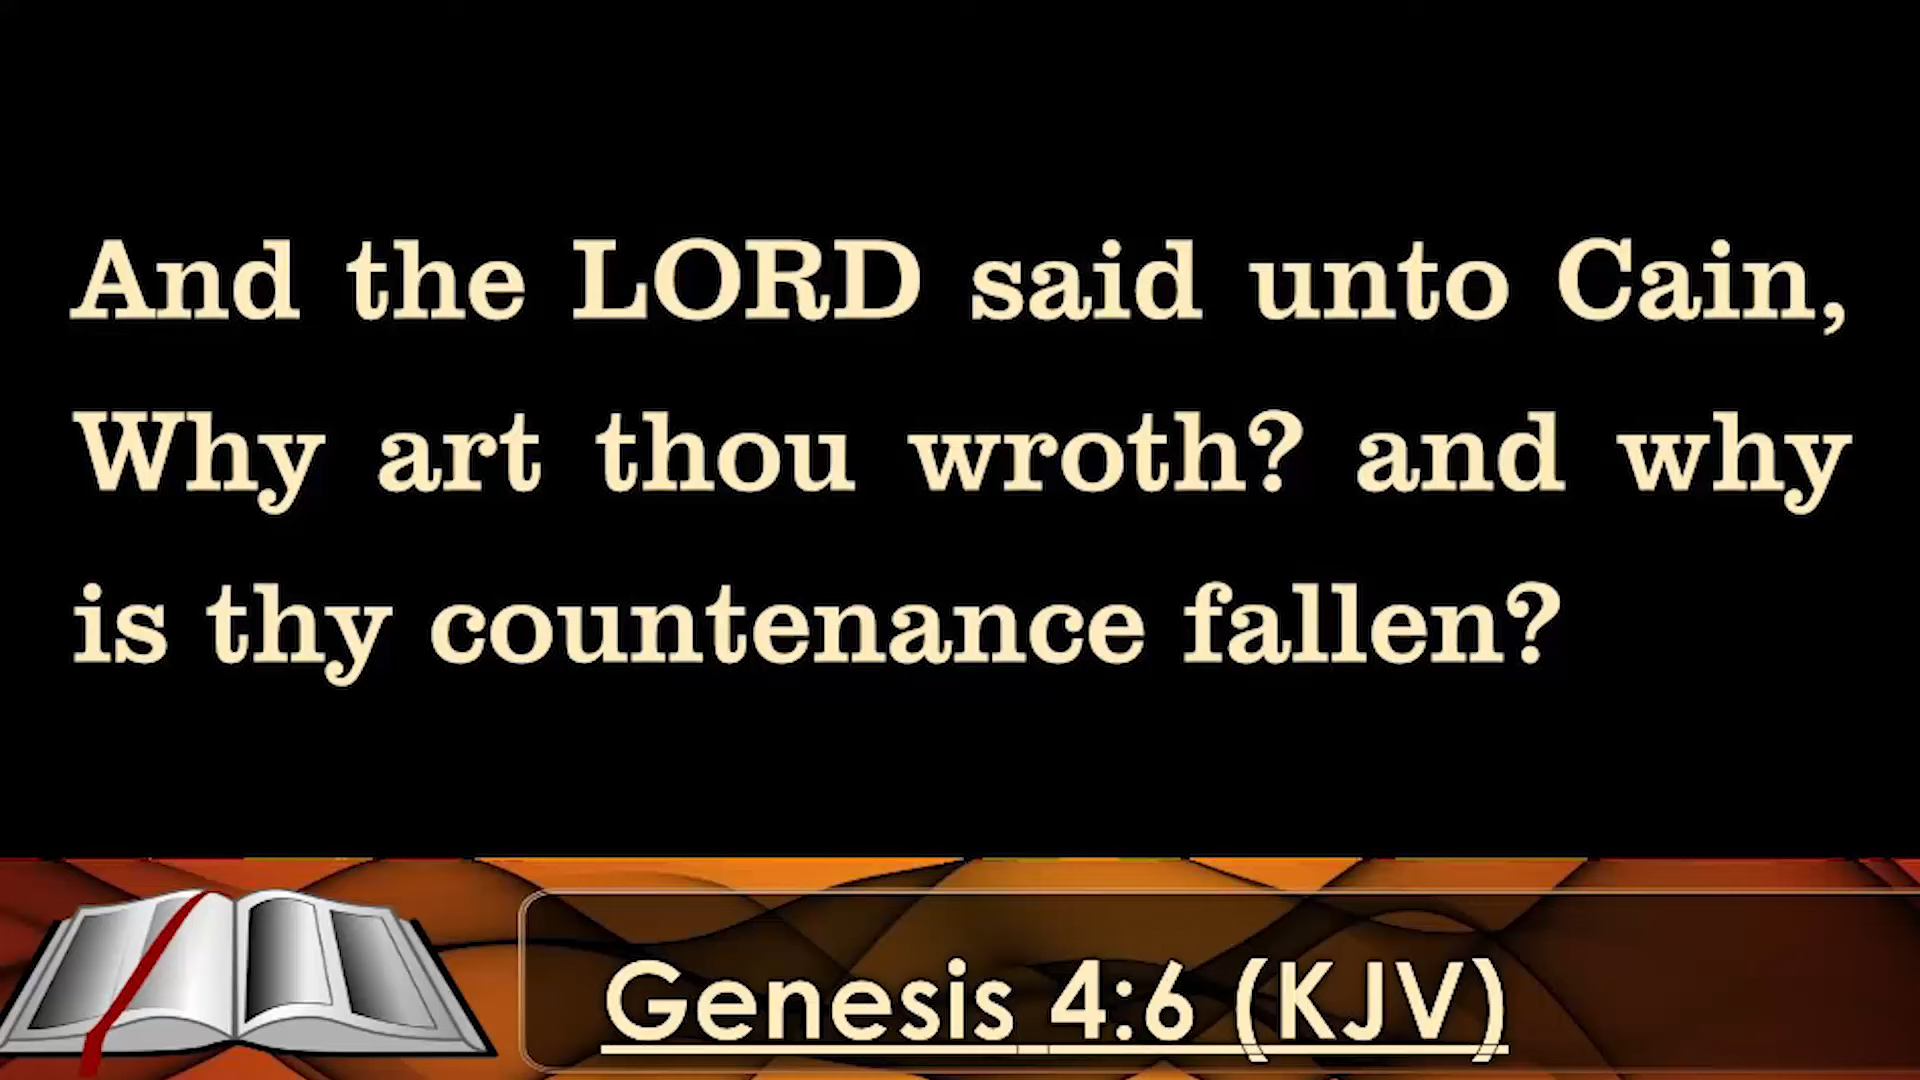 And the LORD said unto Cain,
Why art thou wroth? and why
is thy countenance fallen?
Genesis 4:6 (KJV)